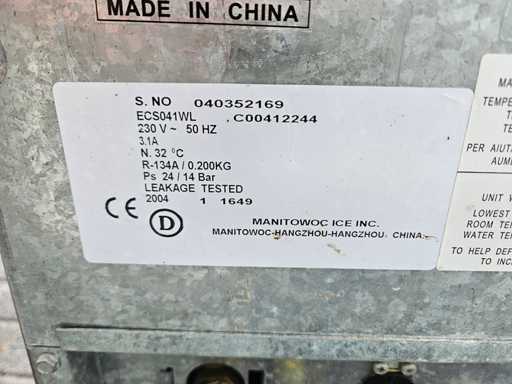 MADE IN CHINA
S. NO 040352169
ECS041WL , C00412244
230 V ~ 50 HZ
3.1A
N. 32 °C
R-134A / 0.200KG
Ps 24 / 14 Bar
LEAKAGE TESTED
2004 1 1649
CE D
MANITOWOC ICE INC.
MANITOWOC-HANGZHOU-HANGZHOU, CHINA.
TEMPE
PER AIUT
AUM
UNIT W
LOWEST
ROOM TE
WATER TE
TO HELP DEF
TO INC